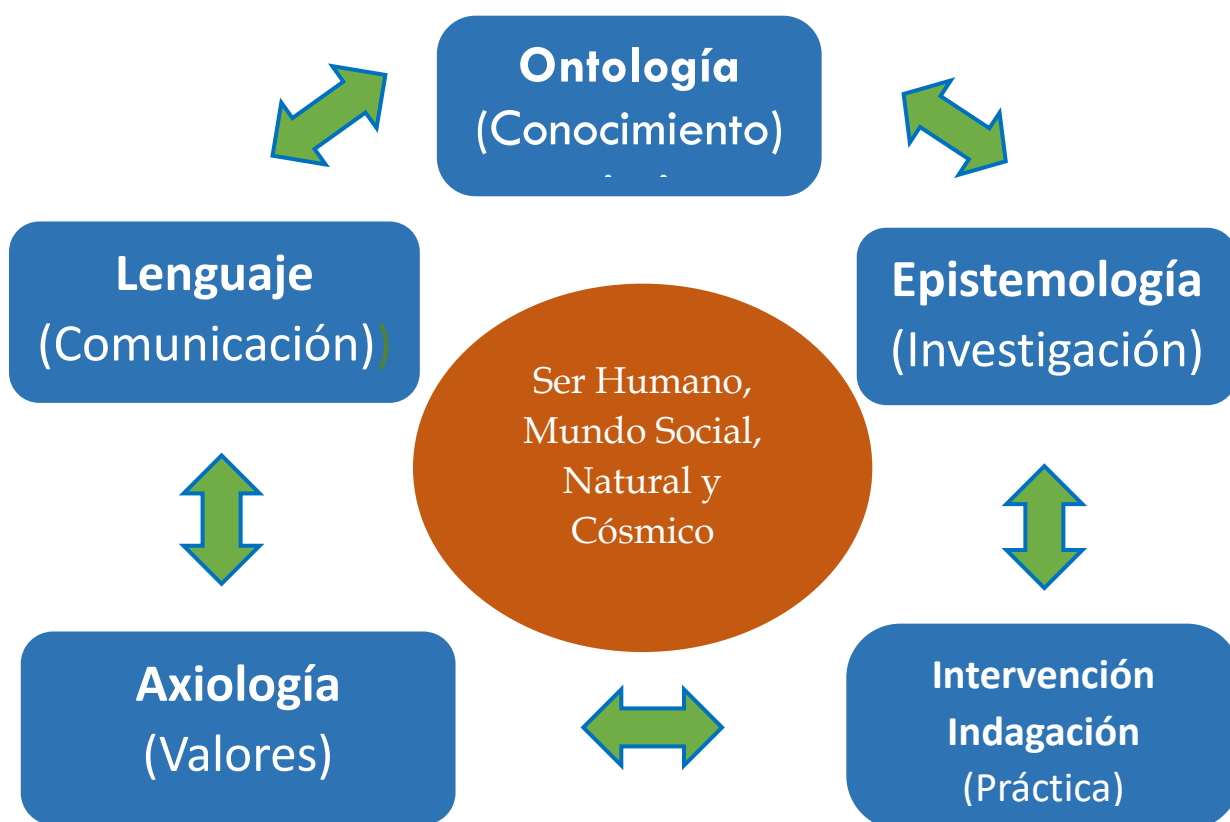 Ontología
(Conocimiento)
Lenguaje
(Comunicación))
Epistemología
(Investigación)
Ser Humano,
Mundo Social,
Natural y
Cósmico
Axiología
(Valores)
Intervención
Indagación
(Práctica)